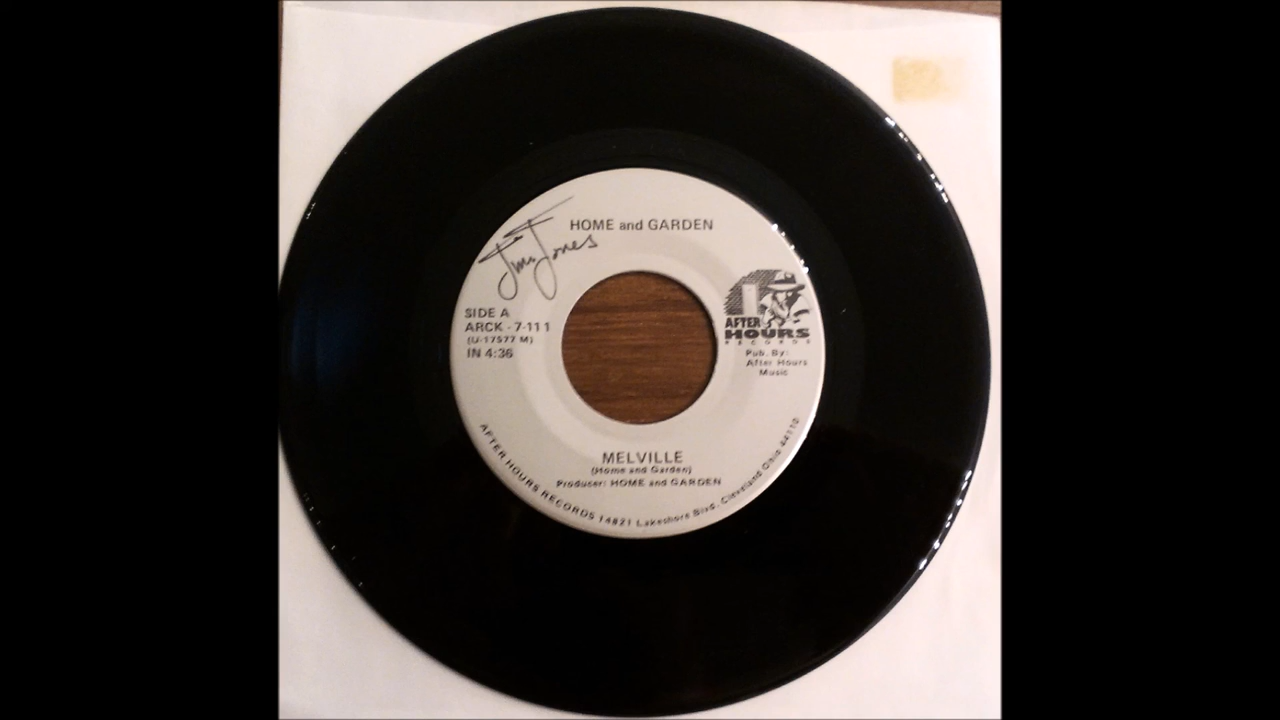 HOME and GARDEN
Jim Jones
SIDE A
ARCK - 7-111
(U-17577 M)
IN 4:36
AFTER
HOURS
RECORDS
Pub. By:
After Hours
Music
MELVILLE
(Home and Garden)
Producer: HOME and GARDEN
AFTER HOURS RECORDS 14821 Lakeshore Blvd. Cleveland Ohio 44110